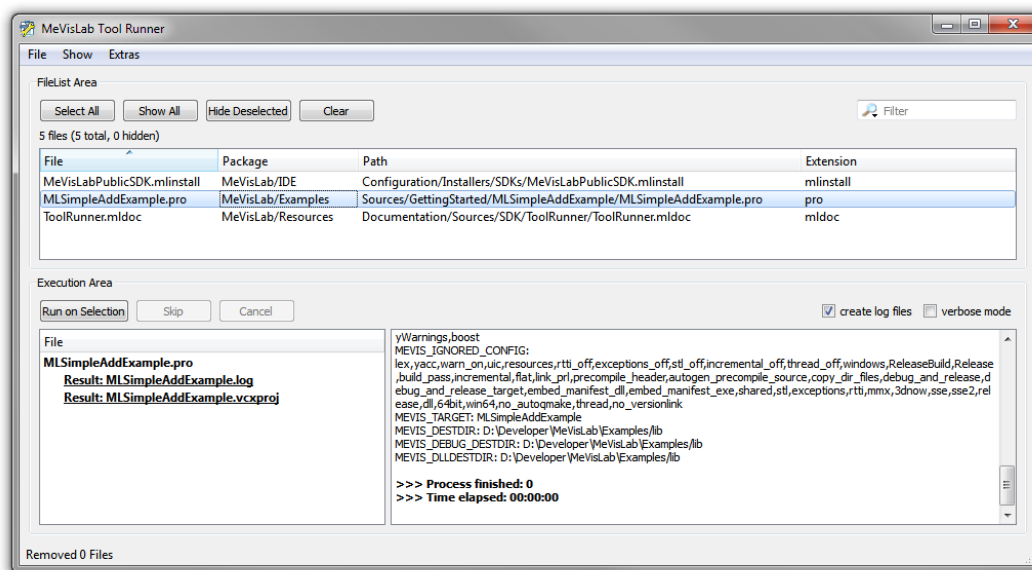 MeVisLab Tool Runner
File Show Extras
FileList Area
Select All Show All Hide Deselected Clear Filter
5 files (5 total, 0 hidden)
File Package Path Extension
MeVisLabPublicSDK.mlinstall MeVisLab/IDE Configuration/Installers/SDKs/MeVisLabPublicSDK.mlinstall mlinstall
MLSimpleAddExample.pro MeVisLab/Examples Sources/GettingStarted/MLSimpleAddExample/MLSimpleAddExample.pro pro
ToolRunner.mldoc MeVisLab/Resources Documentation/Sources/SDK/ToolRunner/ToolRunner.mldoc mldoc
Execution Area
Run on Selection Skip Cancel create log files verbose mode
File
MLSimpleAddExample.pro
Result: MLSimpleAddExample.log
Result: MLSimpleAddExample.vcxproj
yWarnings,boost
MEVIS_IGNORED_CONFIG:
lex,yacc,warn_on,uic,resources,rtti_off,exceptions_off,stl_off,incremental_off,thread_off,windows,ReleaseBuild,Release
,build_pass,incremental,flat,link_prl,precompile_header,autogen_precompile_source,copy_dir_files,debug_and_release,d
ebug_and_release_target,embed_manifest_dll,embed_manifest_exe,shared,stl,exceptions,rtti,mmx,3dnow,sse,sse2,rel
ease,dll,64bit,win64,no_autoqmake,thread,no_versionlink
MEVIS_TARGET: MLSimpleAddExample
MEVIS_DESTDIR: D:\Developer\MeVisLab\Examples/lib
MEVIS_DEBUG_DESTDIR: D:\Developer\MeVisLab\Examples/lib
MEVIS_DLLDESTDIR: D:\Developer\MeVisLab\Examples/lib
>>> Process finished: 0
>>> Time elapsed: 00:00:00
Removed 0 Files